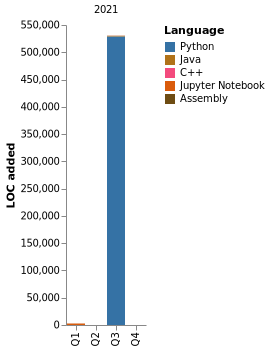 2021
Language
Python
Java
C++
Jupyter Notebook
Assembly
LOC added
550,000
500,000
450,000
400,000
350,000
300,000
250,000
200,000
150,000
100,000
50,000
0
Q1
Q2
Q3
Q4